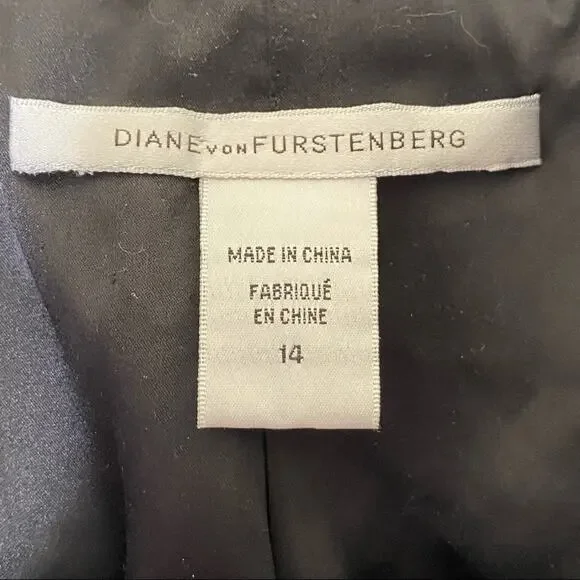 DIANE VON FURSTENBERG
MADE IN CHINA
FABRIQUÉ
EN CHINE
14